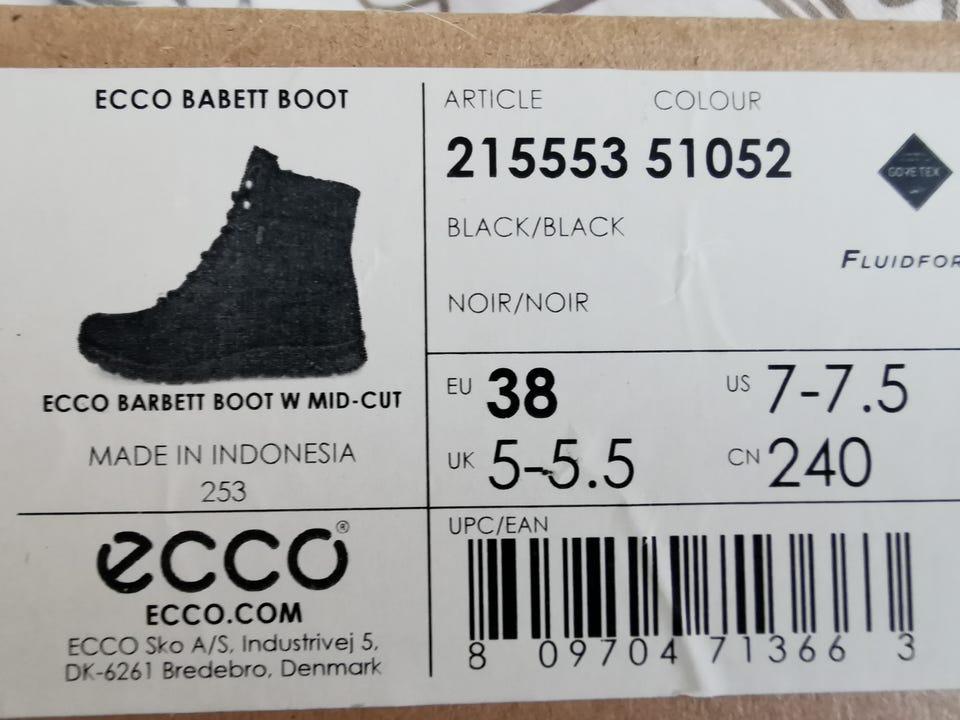 ECCO BABETT BOOT
ECCO BARBETT BOOT W MID-CUT
MADE IN INDONESIA
253
ecco®
ECCO.COM
ECCO Sko A/S, Industrivej 5,
DK-6261 Bredebro, Denmark
ARTICLE COLOUR
215553 51052
BLACK/BLACK
NOIR/NOIR
GORE TEX
FLUIDFOR
EU 38 US 7-7.5
UK 5-5.5 CN 240
UPC/EAN
8 09704 71366 3